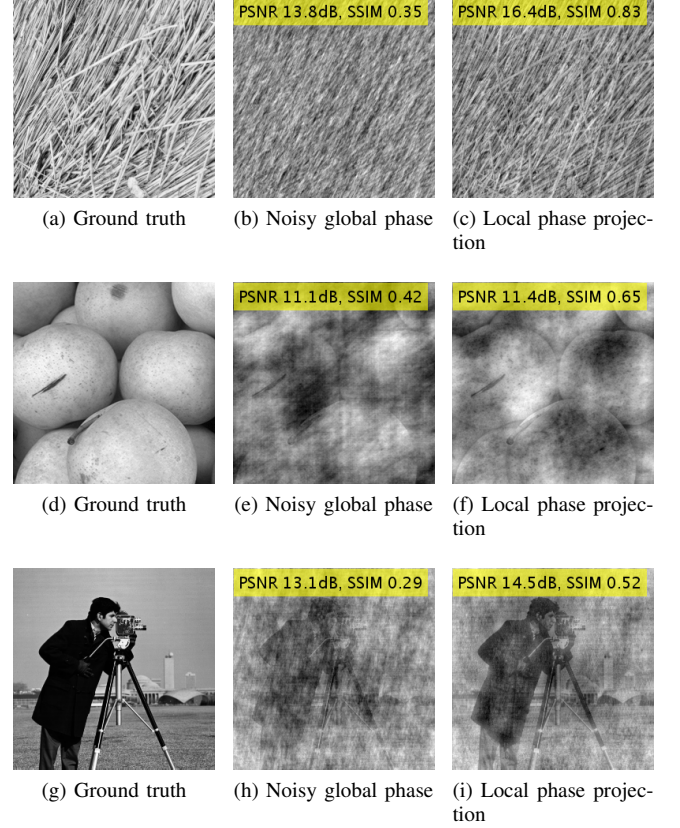 PSNR 13.8dB, SSIM 0.35
PSNR 16.4dB, SSIM 0.83
(a) Ground truth
(b) Noisy global phase
(c) Local phase projec-
tion
PSNR 11.1dB, SSIM 0.42
PSNR 11.4dB, SSIM 0.65
(d) Ground truth
(e) Noisy global phase
(f) Local phase projec-
tion
PSNR 13.1dB, SSIM 0.29
PSNR 14.5dB, SSIM 0.52
(g) Ground truth
(h) Noisy global phase
(i) Local phase projec-
tion